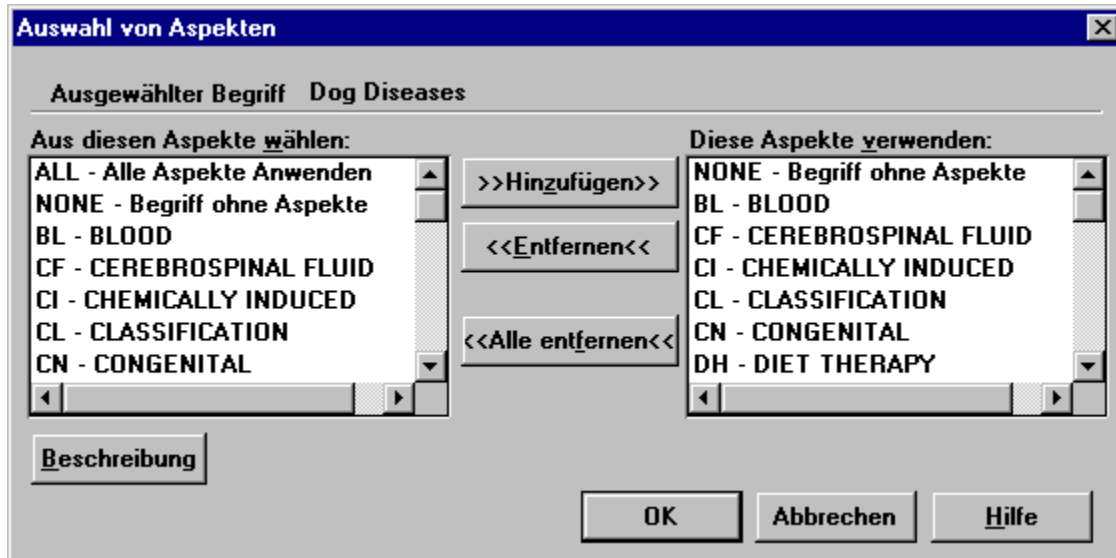 Auswahl von Aspekten
Ausgewählter Begriff Dog Diseases
Aus diesen Aspekte wählen:
ALL - Alle Aspekte Anwenden
NONE - Begriff ohne Aspekte
BL - BLOOD
CF - CEREBROSPINAL FLUID
CI - CHEMICALLY INDUCED
CL - CLASSIFICATION
CN - CONGENITAL
>>Hinzufügen>>
<<Entfernen<<
<<Alle entfernen<<
Diese Aspekte verwenden:
NONE - Begriff ohne Aspekte
BL - BLOOD
CF - CEREBROSPINAL FLUID
CI - CHEMICALLY INDUCED
CL - CLASSIFICATION
CN - CONGENITAL
DH - DIET THERAPY
Beschreibung
OK Abbrechen Hilfe